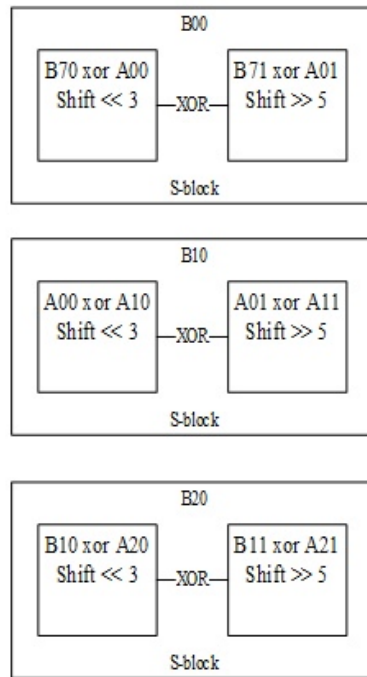 B00
B70 xor A00
Shift << 3
XOR
B71 xor A01
Shift >> 5
S-block
B10
A00 xor A10
Shift << 3
XOR
A01 xor A11
Shift >> 5
S-block
B20
B10 xor A20
Shift << 3
XOR
B11 xor A21
Shift >> 5
S-block